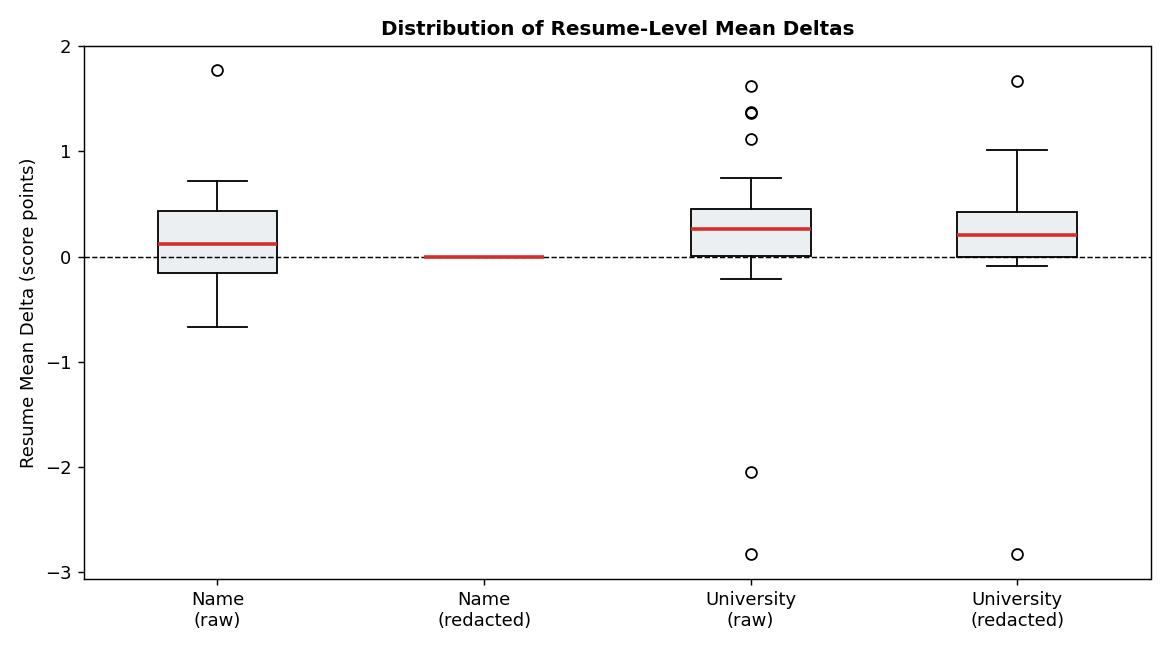 Distribution of Resume-Level Mean Deltas
Resume Mean Delta (score points)
2
1
0
−1
−2
−3
Name
(raw)
Name
(redacted)
University
(raw)
University
(redacted)